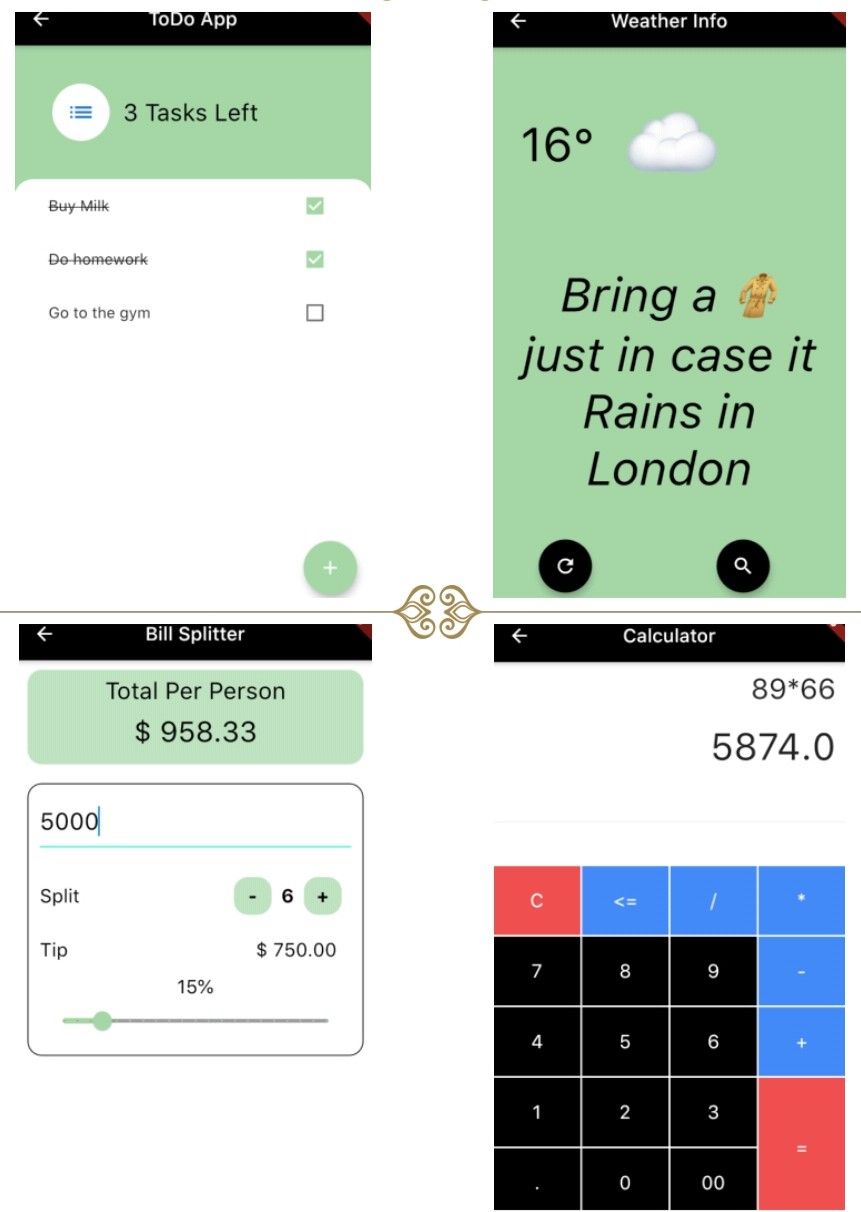 ToDo App
3 Tasks Left
Buy Milk
Do homework
Go to the gym
+
Weather Info
16°
Bring a
just in case it
Rains in
London
Bill Splitter
Total Per Person
$ 958.33
5000
Split - 6 +
Tip $ 750.00
15%
Calculator
89*66
5874.0
C <= / *
7 8 9 -
4 5 6 +
1 2 3
=
. 0 00